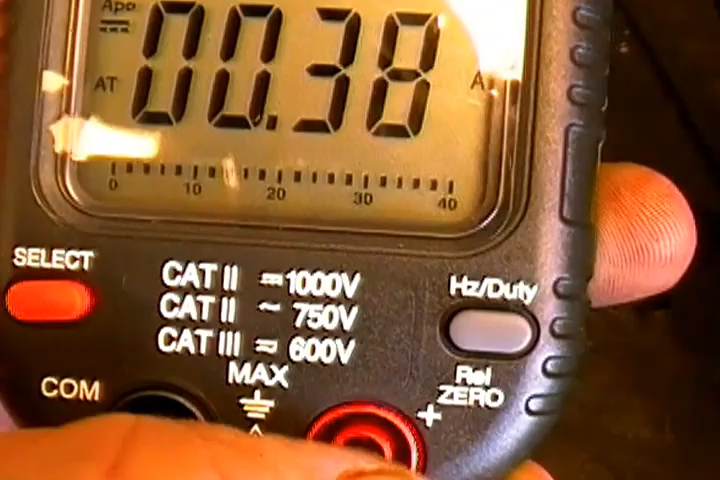 Apo
00.38
AT A
0 10 20 30 40
SELECT
CAT II ⎓ 1000V
CAT II ~ 750V
CAT III ≂ 600V
Hz/Duty
MAX
COM
Rel
ZERO
+